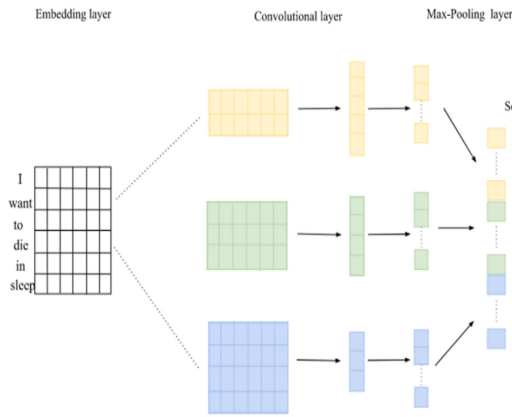 Embedding layer
Convolutional layer
Max-Pooling layer
I
want
to
die
in
sleep